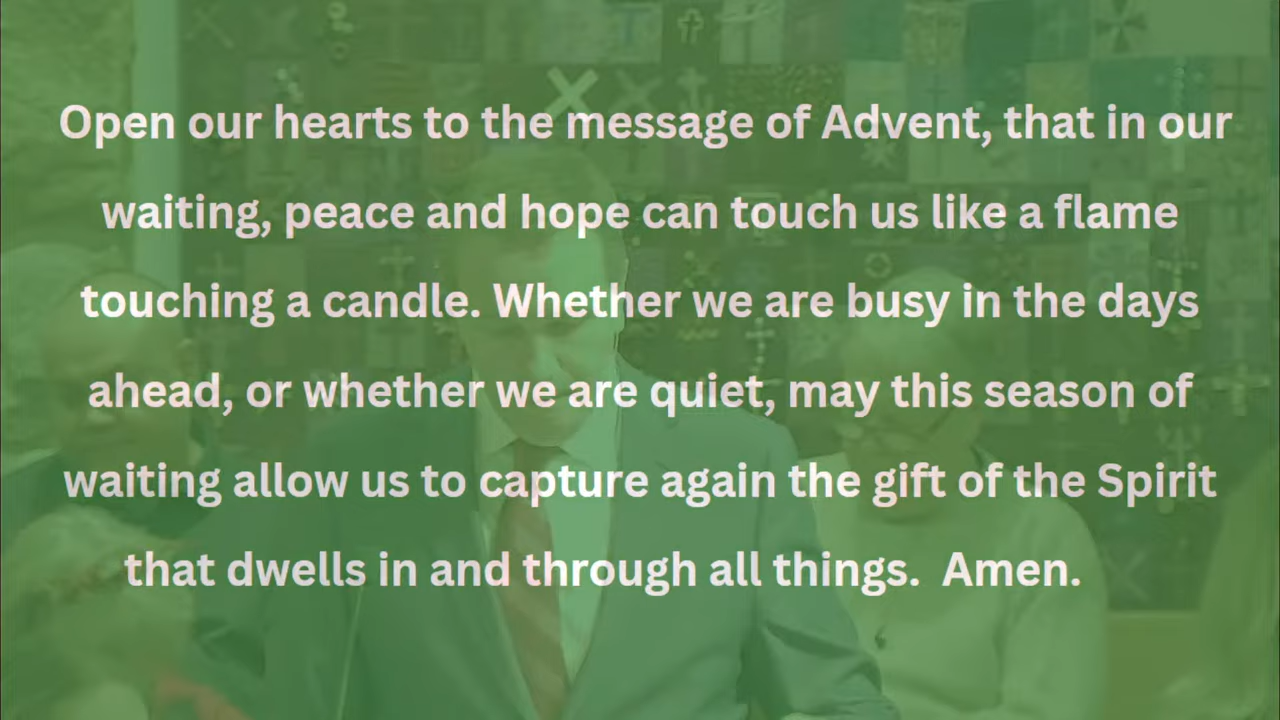 Open our hearts to the message of Advent, that in our
waiting, peace and hope can touch us like a flame
touching a candle. Whether we are busy in the days
ahead, or whether we are quiet, may this season of
waiting allow us to capture again the gift of the Spirit
that dwells in and through all things.  Amen.